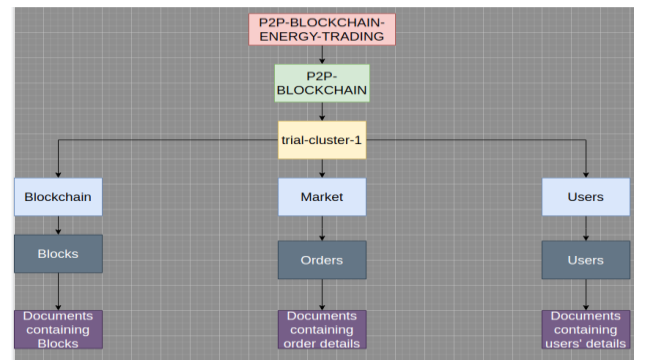 P2P-BLOCKCHAIN-
ENERGY-TRADING
P2P-
BLOCKCHAIN
trial-cluster-1
Blockchain
Market
Users
Blocks
Orders
Users
Documents
containing
Blocks
Documents
containing
order details
Documents
containing
users' details